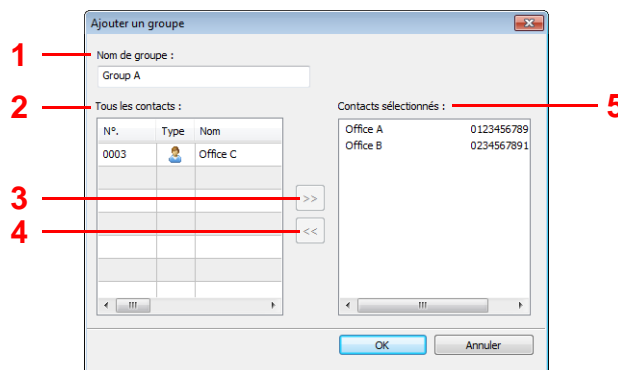 Ajouter un groupe
1
Nom de groupe :
Group A
2
Tous les contacts :
Contacts sélectionnés :
5
N°. Type Nom
0003 Office C
Office A 0123456789
Office B 0234567891
3
>>
4
<<
OK Annuler